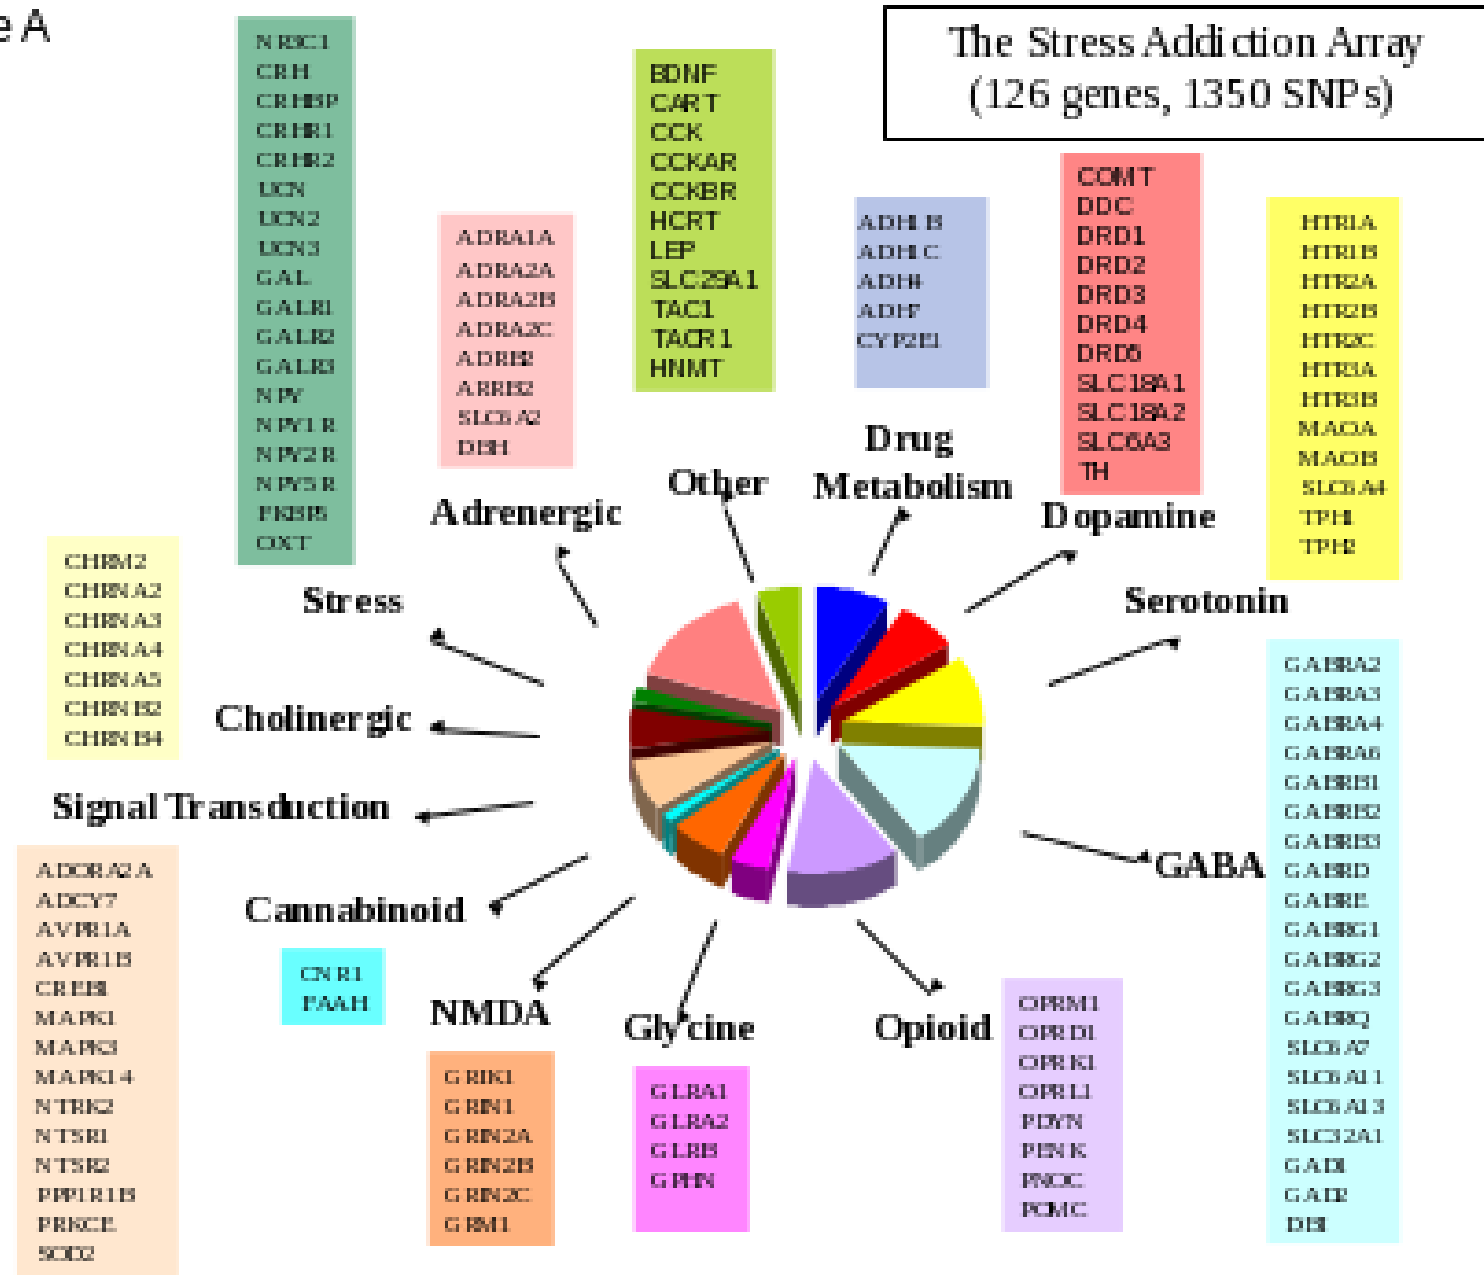 e A
The Stress Addiction Array
(126 genes, 1350 SNPs)
NR3C1
CRH
CRHBP
CRHR1
CRHR2
UCN
UCN2
UCN3
GAL
GALR1
GALR2
GALR3
NPY
NPY1R
NPY2R
NPY5R
FKBP5
OXT
Stress
ADRA1A
ADRA2A
ADRA2B
ADRA2C
ADRB2
ARRB2
SLC6A2
DBH
Adrenergic
BDNF
CART
CCK
CCKAR
CCKBR
HCRT
LEP
SLC29A1
TAC1
TACR1
HNMT
Other
ADH1B
ADH1C
ADH4
ADH7
CYP2E1
Drug
Metabolism
COMT
DDC
DRD1
DRD2
DRD3
DRD4
DRD5
SLC18A1
SLC18A2
SLC6A3
TH
Dopamine
HTR1A
HTR1B
HTR2A
HTR2B
HTR2C
HTR3A
HTR3B
MAOA
MAOB
SLC6A4
TPH1
TPH2
Serotonin
CHRM2
CHRNA2
CHRNA3
CHRNA4
CHRNA5
CHRNB2
CHRNB4
Cholinergic
Signal Transduction
ADORA2A
ADCY7
AVPR1A
AVPR1B
CREB1
MAPK1
MAPK3
MAPK14
NTRK2
NTSR1
NTSR2
PPP1R1B
PRKCE
SOD2
Cannabinoid
CNR1
FAAH
NMDA
GRIK1
GRIN1
GRIN2A
GRIN2B
GRIN2C
GRM1
Glycine
GLRA1
GLRA2
GLRB
GPHN
Opioid
OPRM1
OPRD1
OPRK1
OPRL1
PDYN
PENK
PNOC
POMC
GABA
GABRA2
GABRA3
GABRA4
GABRA6
GABRB1
GABRB2
GABRB3
GABRD
GABRE
GABRG1
GABRG2
GABRG3
GABRQ
SLC6A7
SLC6A11
SLC6A13
SLC32A1
GAD1
GAD2
DBI